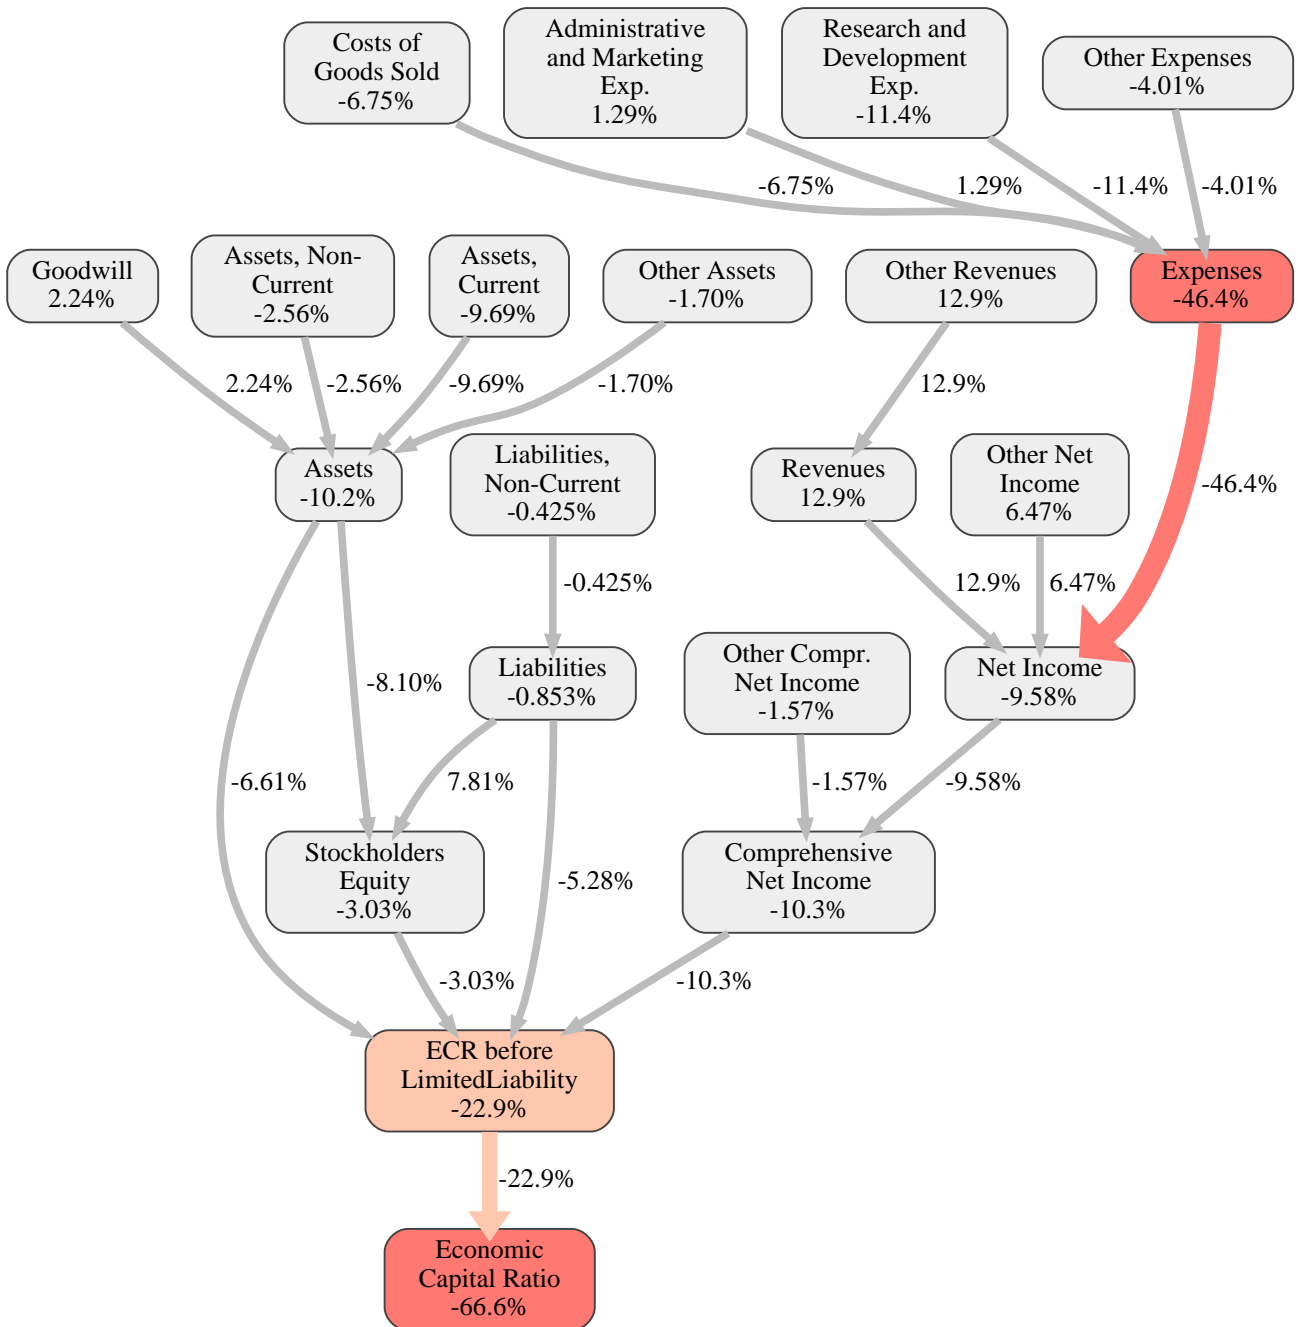 Costs of
Goods Sold
-6.75%
Administrative
and Marketing
Exp.
1.29%
Research and
Development
Exp.
-11.4%
Other Expenses
-4.01%
-6.75%
1.29%
-11.4%
-4.01%
Goodwill
2.24%
Assets, Non-
Current
-2.56%
Assets,
Current
-9.69%
Other Assets
-1.70%
Other Revenues
12.9%
Expenses
-46.4%
2.24%
-2.56%
-9.69%
-1.70%
12.9%
-46.4%
Assets
-10.2%
Liabilities,
Non-Current
-0.425%
Revenues
12.9%
Other Net
Income
6.47%
-0.425%
12.9%
6.47%
-8.10%
Liabilities
-0.853%
Other Compr.
Net Income
-1.57%
Net Income
-9.58%
-6.61%
7.81%
-1.57%
-9.58%
Stockholders
Equity
-3.03%
-5.28%
Comprehensive
Net Income
-10.3%
-3.03%
-10.3%
ECR before
LimitedLiability
-22.9%
-22.9%
Economic
Capital Ratio
-66.6%